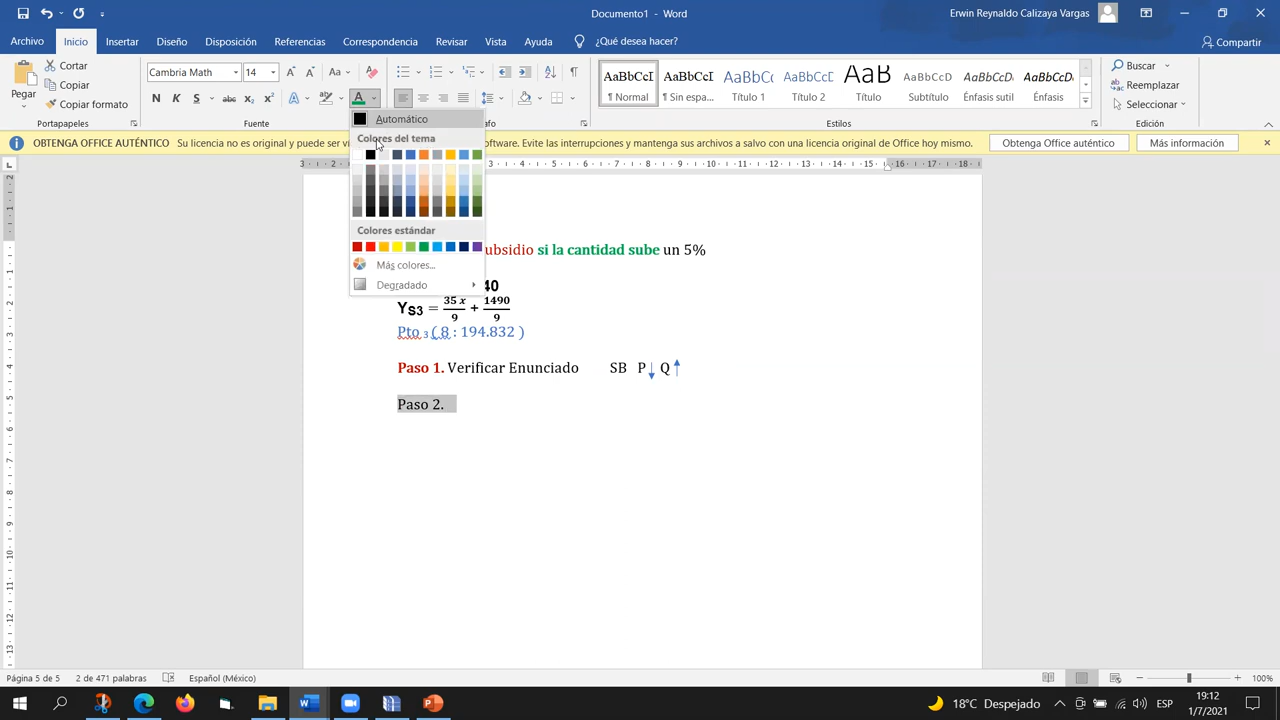 Documento1 - Word
Erwin Reynaldo Calizaya Vargas
Archivo Inicio Insertar Diseño Disposición Referencias Correspondencia Revisar Vista Ayuda ¿Qué desea hacer? Compartir
Pegar
Cortar
Copiar
Copiar formato
Portapapeles
Cambria Math 14
N K S abc x₂ x²
Fuente
AaBbCcI AaBbCcI AaBbCc AaBbCcI AaB AaBbCcD AaBbCcDc AaBbCcDc
¶ Normal ¶ Sin espa... Título 1 Título 2 Título Subtítulo Énfasis sutil Énfasis
Estilos
Buscar
Reemplazar
Seleccionar
Edición
OBTENGA OFFICE AUTÉNTICO Su licencia no es original y puede ser ví
oftware. Evite las interrupciones y mantenga sus archivos a salvo con una licencia original de Office hoy mismo.
Obtenga Office auténtico
Más información
Automático
Colores del tema
Colores estándar
Más colores...
Degradado
ubsidio si la cantidad sube un 5%
40
Ys3 = 35 x/9 + 1490/9
Pto 3 ( 8 : 194.832 )
Paso 1. Verificar Enunciado SB P↓ Q↑
Paso 2.
Página 5 de 5 2 de 471 palabras Español (México) 100%
18°C Despejado ESP 19:12
1/7/2021